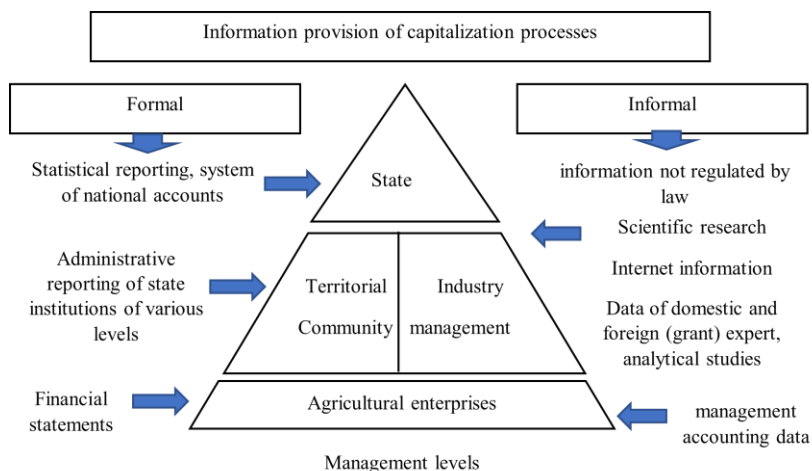 Information provision of capitalization processes
Formal
Informal
Statistical reporting, system
of national accounts
State
information not regulated by
law
Scientific research
Administrative
reporting of state
institutions of various
levels
Territorial
Community
Industry
management
Internet information
Data of domestic and
foreign (grant) expert,
analytical studies
Financial
statements
Agricultural enterprises
management
accounting data
Management levels